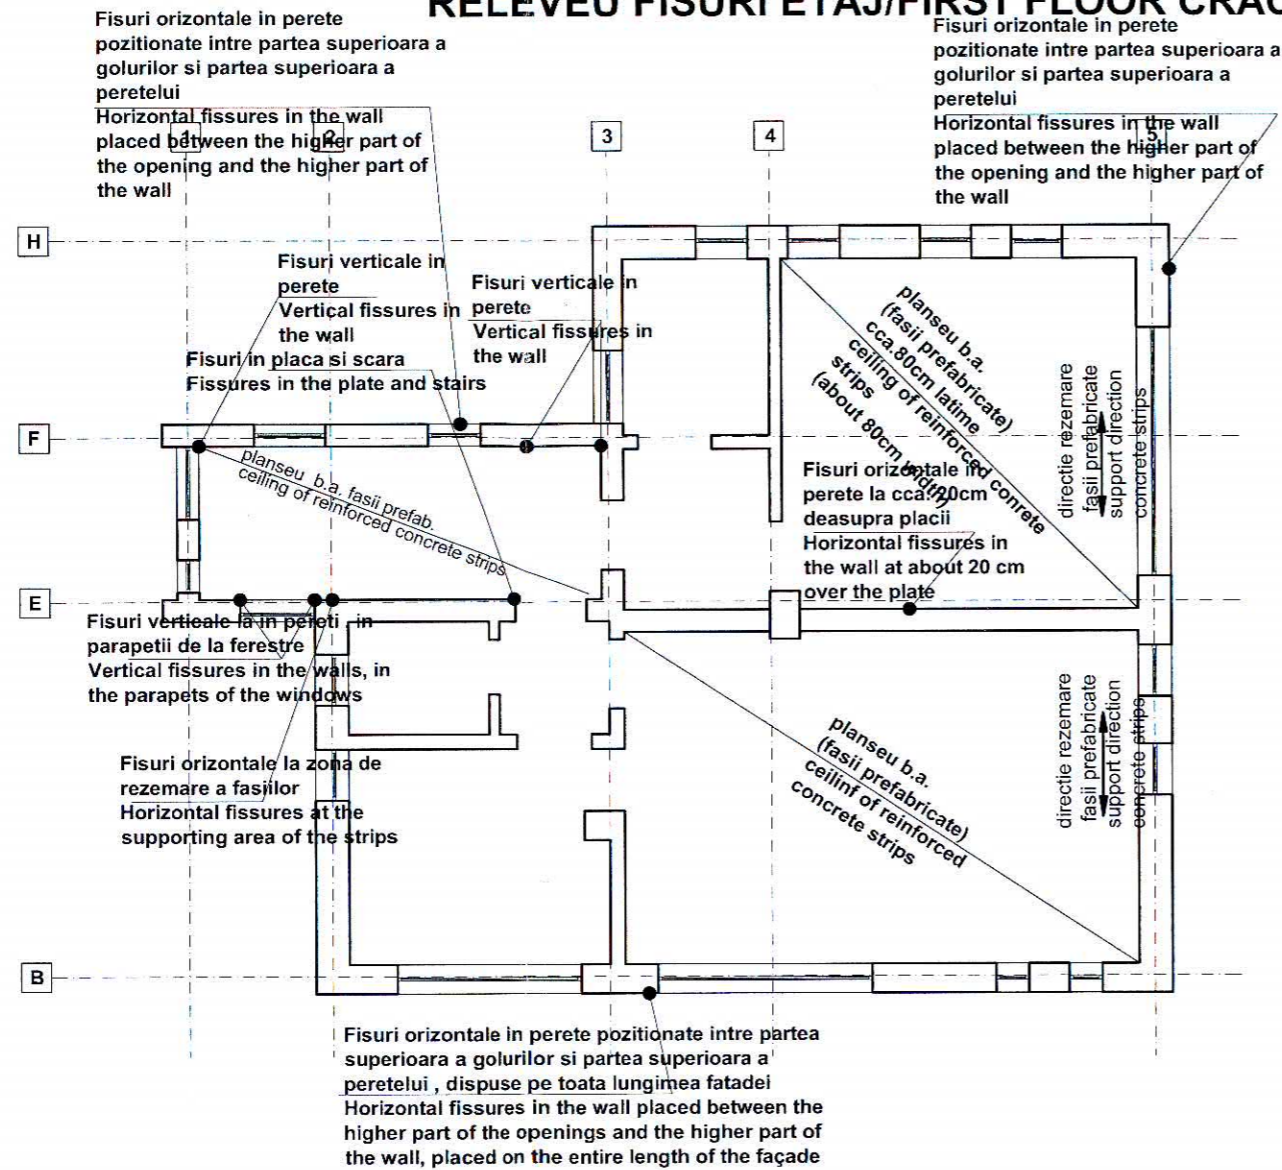 RELEVEU FISURI ETAJ/FIRST FLOOR CRAC
Fisuri orizontale in perete
pozitionate intre partea superioara a
golurilor si partea superioara a
peretelui
Horizontal fissures in the wall
placed between the higher part of
the opening and the higher part of
the wall
Fisuri orizontale in perete
pozitionate intre partea superioara a
golurilor si partea superioara a
peretelui
Horizontal fissures in the wall
placed between the higher part of
the opening and the higher part of
the wall
1
2
3
4
5
H
Fisuri verticale in
perete
Vertical fissures in
the wall
Fisuri verticale in
perete
Vertical fissures in
the wall
Fisuri in placa si scara
Fissures in the plate and stairs
planseu b.a.
(fasii prefabricate)
cca.80cm latime
ceiling of reinforced conrete
strips
(about 80cm width)
directie rezemare
fasii prefabricate
support direction
concrete strips
F
planseu b.a. fasii prefab.
ceiling of reinforced concrete strips
Fisuri orizontale in
perete la cca. 20cm
deasupra placii
Horizontal fissures in
the wall at about 20 cm
over the plate
E
Fisuri verticale la in pereti , in
parapetii de la ferestre
Vertical fissures in the walls, in
the parapets of the windows
Fisuri orizontale la zona de
rezemare a fasiilor
Horizontal fissures at the
supporting area of the strips
planseu b.a.
(fasii prefabricate)
ceilinf of reinforced
concrete strips
directie rezemare
fasii prefabricate
support direction
concrete strips
B
Fisuri orizontale in perete pozitionate intre partea
superioara a golurilor si partea superioara a
peretelui , dispuse pe toata lungimea fatadei
Horizontal fissures in the wall placed between the
higher part of the openings and the higher part of
the wall, placed on the entire length of the façade